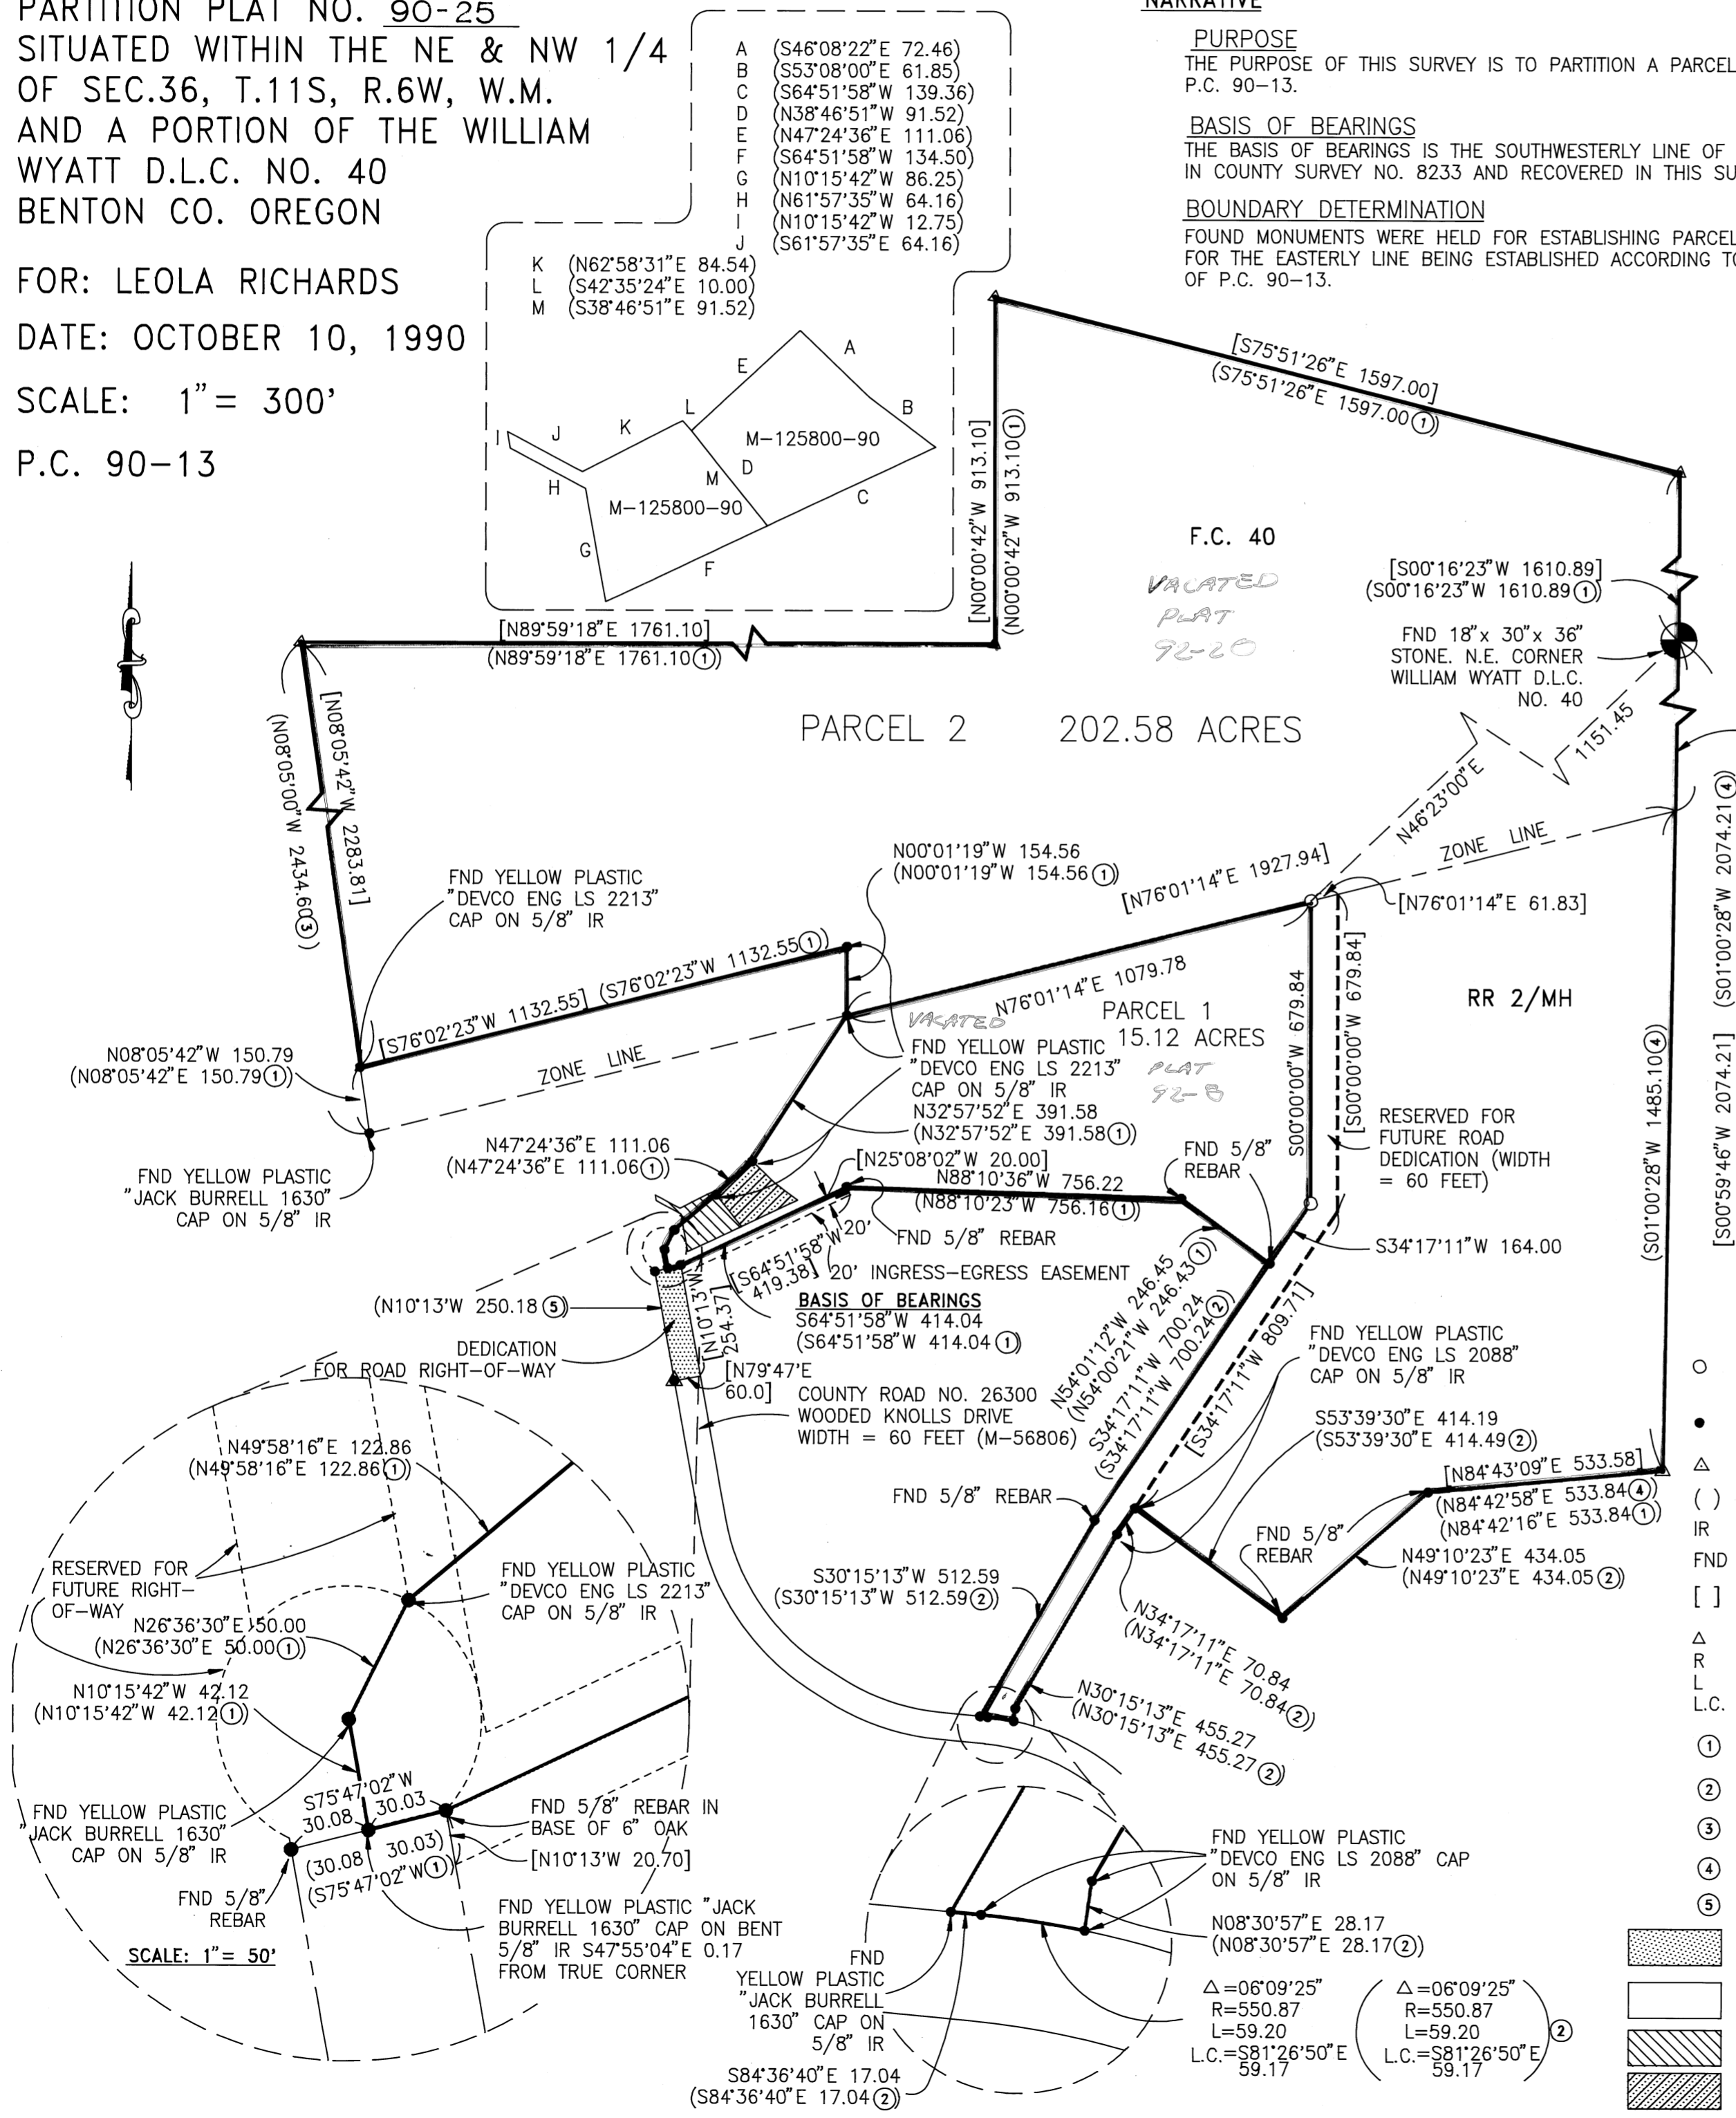 PARTITION PLAT NO. 90-25
SITUATED WITHIN THE NE & NW 1/4
OF SEC.36, T.11S, R.6W, W.M.
AND A PORTION OF THE WILLIAM
WYATT D.L.C. NO. 40
BENTON CO. OREGON
FOR: LEOLA RICHARDS
DATE: OCTOBER 10, 1990
SCALE: 1"= 300'
P.C. 90-13
A (S46°08'22"E 72.46)
B (S53°08'00"E 61.85)
C (S64°51'58"W 139.36)
D (N38°46'51"W 91.52)
E (N47°24'36"E 111.06)
F (S64°51'58"W 134.50)
G (N10°15'42"W 86.25)
H (N61°57'35"W 64.16)
I (N10°15'42"W 12.75)
J (S61°57'35"E 64.16)
K (N62°58'31"E 84.54)
L (S42°35'24"E 10.00)
M (S38°46'51"E 91.52)
A
E
B
L
K
J
I
M-125800-90
M
D
H
C
M-125800-90
G
F
NARRATIVE
PURPOSE
THE PURPOSE OF THIS SURVEY IS TO PARTITION A PARCEL
P.C. 90-13.
BASIS OF BEARINGS
THE BASIS OF BEARINGS IS THE SOUTHWESTERLY LINE OF
IN COUNTY SURVEY NO. 8233 AND RECOVERED IN THIS SU
BOUNDARY DETERMINATION
FOUND MONUMENTS WERE HELD FOR ESTABLISHING PARCEL
FOR THE EASTERLY LINE BEING ESTABLISHED ACCORDING TO
OF P.C. 90-13.
[S75°51'26"E 1597.00]
(S75°51'26"E 1597.00①)
[N00°00'42"W 913.10]
(N00°00'42"W 913.10①)
F.C. 40
VACATED
PLAT
92-20
[S00°16'23"W 1610.89]
(S00°16'23"W 1610.89①)
FND 18"x 30"x 36"
STONE. N.E. CORNER
WILLIAM WYATT D.L.C.
NO. 40
[N89°59'18"E 1761.10]
(N89°59'18"E 1761.10①)
PARCEL 2 202.58 ACRES
1151.45
N46°23'00"E
ZONE LINE
[N08°05'42"W 2283.81]
(N08°05'00"W 2434.60③)
FND YELLOW PLASTIC
"DEVCO ENG LS 2213"
CAP ON 5/8" IR
N00°01'19"W 154.56
(N00°01'19"W 154.56①)
[N76°01'14"E 1927.94]
[N76°01'14"E 61.83]
[S76°02'23"W 1132.55] (S76°02'23"W 1132.55①)
N76°01'14"E 1079.78
RR 2/MH
PARCEL 1
15.12 ACRES
VACATED
PLAT
92-B
N08°05'42"W 150.79
(N08°05'42"E 150.79①)
ZONE LINE
FND YELLOW PLASTIC
"DEVCO ENG LS 2213"
CAP ON 5/8" IR
N32°57'52"E 391.58
(N32°57'52"E 391.58①)
S00°00'00"W 679.84
[S00°00'00"W 679.84]
RESERVED FOR
FUTURE ROAD
DEDICATION (WIDTH
= 60 FEET)
(S01°00'28"W 1485.10④)
[S00°59'46"W 2074.21] (S01°00'28"W 2074.21④)
FND YELLOW PLASTIC
"JACK BURRELL 1630"
CAP ON 5/8" IR
N47°24'36"E 111.06
(N47°24'36"E 111.06①)
[N25°08'02"W 20.00]
N88°10'36"W 756.22
(N88°10'23"W 756.16①)
FND 5/8"
REBAR
FND 5/8" REBAR
20'
[S64°51'58"W
419.38]
20' INGRESS-EGRESS EASEMENT
S34°17'11"W 164.00
(N10°13'W 250.18⑤)
[N10°13'W
254.37]
BASIS OF BEARINGS
S64°51'58"W 414.04
(S64°51'58"W 414.04①)
N54°01'12"W 246.45
(N54°00'21"W 246.43①)
DEDICATION
FOR ROAD RIGHT-OF-WAY
[N79°47'E
60.0]
COUNTY ROAD NO. 26300
WOODED KNOLLS DRIVE
WIDTH = 60 FEET (M-56806)
S34°17'11"W 700.24
(S34°17'11"W 700.24②)
[S34°17'11"W 809.71]
FND YELLOW PLASTIC
"DEVCO ENG LS 2088"
CAP ON 5/8" IR
S53°39'30"E 414.19
(S53°39'30"E 414.49②)
[N84°43'09"E 533.58]
(N84°42'58"E 533.84④)
(N84°42'16"E 533.84①)
FND 5/8" REBAR
FND 5/8"
REBAR
N49°10'23"E 434.05
(N49°10'23"E 434.05②)
S30°15'13"W 512.59
(S30°15'13"W 512.59②)
N34°17'11"E 70.84
(N34°17'11"E 70.84②)
N30°15'13"E 455.27
(N30°15'13"E 455.27②)
N49°58'16"E 122.86
(N49°58'16"E 122.86①)
RESERVED FOR
FUTURE RIGHT-
OF-WAY
FND YELLOW PLASTIC
"DEVCO ENG LS 2213"
CAP ON 5/8" IR
N26°36'30"E 50.00
(N26°36'30"E 50.00①)
N10°15'42"W 42.12
(N10°15'42"W 42.12①)
S75°47'02"W
30.08 30.03
(30.08 30.03)
(S75°47'02"W①)
FND YELLOW PLASTIC
"JACK BURRELL 1630"
CAP ON 5/8" IR
FND 5/8" REBAR IN
BASE OF 6" OAK
[N10°13'W 20.70]
FND 5/8"
REBAR
FND YELLOW PLASTIC "JACK
BURRELL 1630" CAP ON BENT
5/8" IR S47°55'04"E 0.17
FROM TRUE CORNER
SCALE: 1"= 50'
FND YELLOW PLASTIC
"DEVCO ENG LS 2088" CAP
ON 5/8" IR
N08°30'57"E 28.17
(N08°30'57"E 28.17②)
FND
YELLOW PLASTIC
"JACK BURRELL
1630" CAP ON
5/8" IR
S84°36'40"E 17.04
(S84°36'40"E 17.04②)
△=06°09'25"
R=550.87
L=59.20
L.C.=S81°26'50"E
59.17
(△=06°09'25"
R=550.87
L=59.20
L.C.=S81°26'50"E
59.17)②
( )
IR
FND
[ ]
△
R
L
L.C.
①
②
③
④
⑤